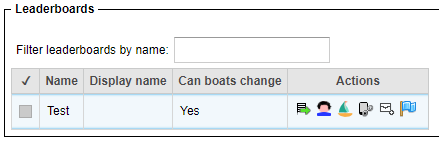 Leaderboards
Filter leaderboards by name:
✓ Name Display name Can boats change Actions
Test Yes